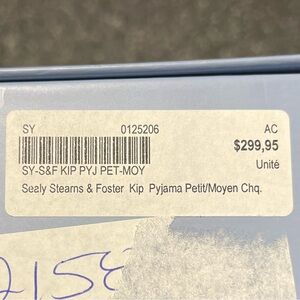 SY 0125206 AC
$299,95
SY-S&F KIP PYJ PET-MOY Unité
Sealy Stearns & Foster Kip Pyjama Petit/Moyen Chq.